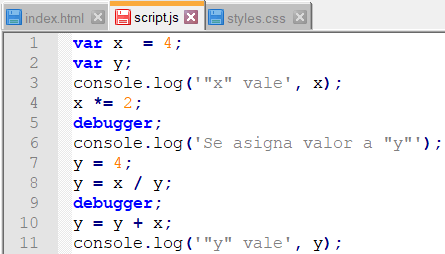 index.html script.js styles.css
1 var x  = 4;
2 var y;
3 console.log('"x" vale', x);
4 x *= 2;
5 debugger;
6 console.log('Se asigna valor a "y"');
7 y = 4;
8 y = x / y;
9 debugger;
10 y = y + x;
11 console.log('"y" vale', y);